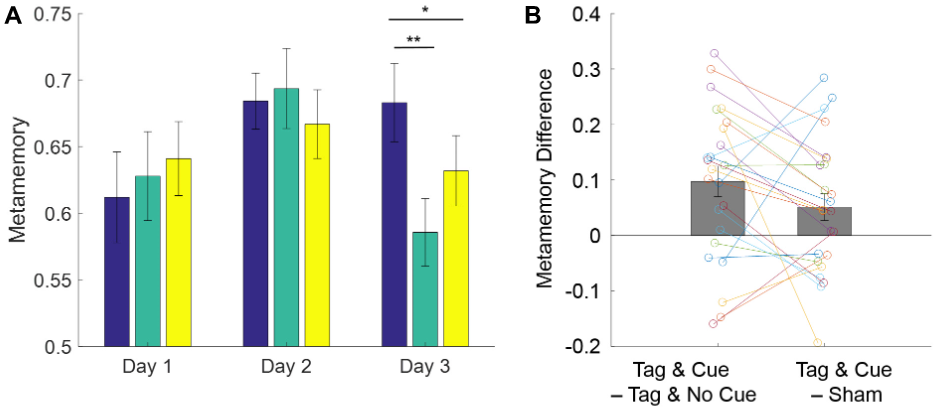 A
Metamemory
0.75
0.7
0.65
0.6
0.55
0.5
*
**
Day 1
Day 2
Day 3
B
Metamemory Difference
0.4
0.3
0.2
0.1
0
-0.1
-0.2
Tag & Cue
– Tag & No Cue
Tag & Cue
– Sham